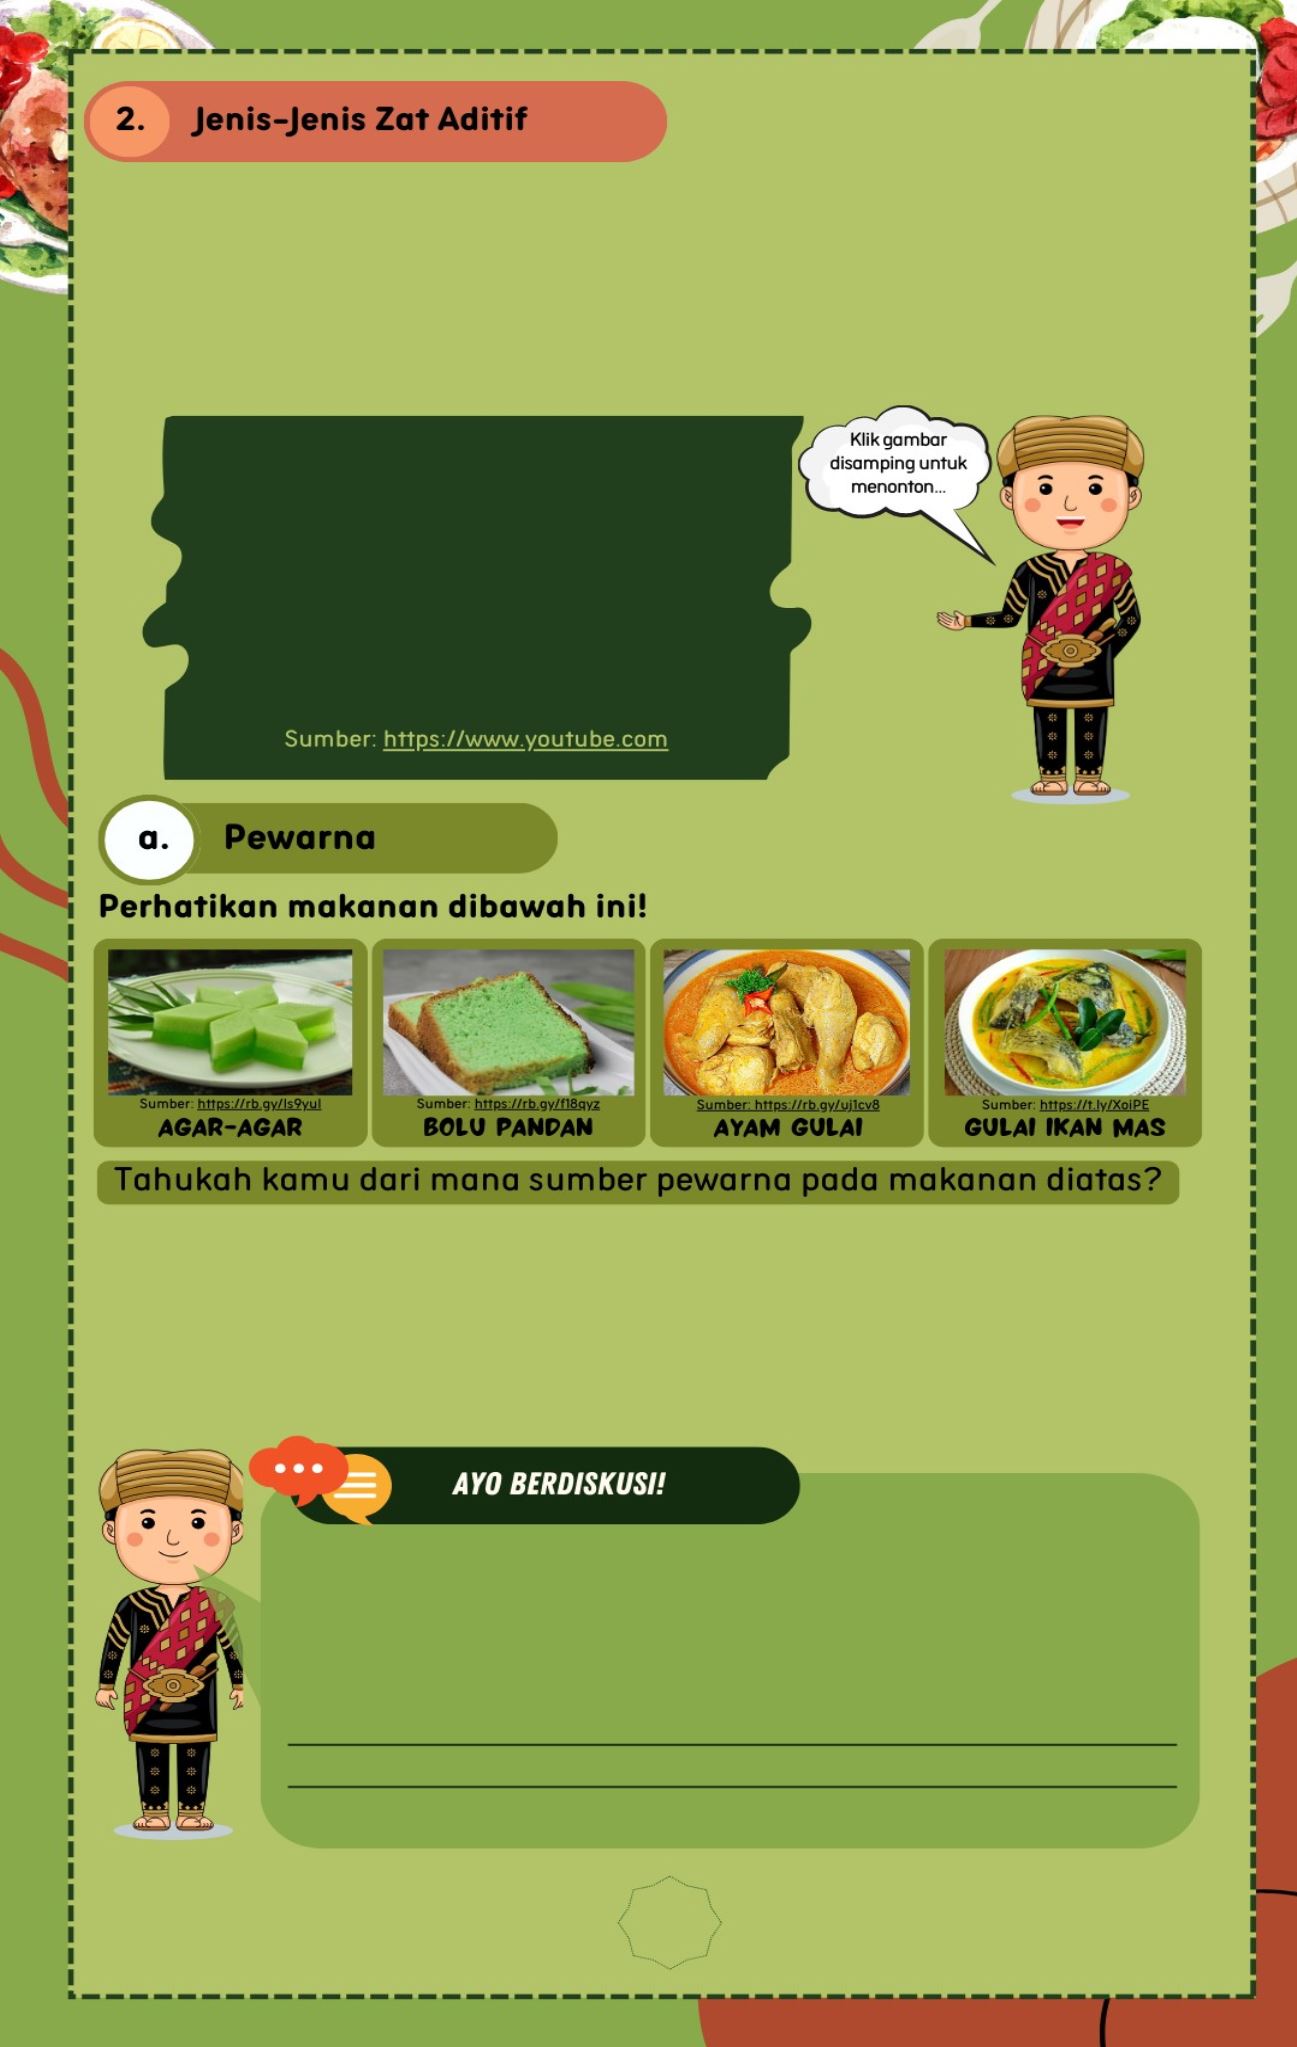 2. Jenis-Jenis Zat Aditif
Klik gambar
disamping untuk
menonton...
Sumber: https://www.youtube.com
a. Pewarna
Perhatikan makanan dibawah ini!
Sumber: https://rb.gy/ls9yul
AGAR-AGAR
Sumber: https://rb.gy/f18qyz
BOLU PANDAN
Sumber: https://rb.gy/uj1cv8
AYAM GULAI
Sumber: https://t.ly/XoiPE
GULAI IKAN MAS
Tahukah kamu dari mana sumber pewarna pada makanan diatas?
AYO BERDISKUSI!